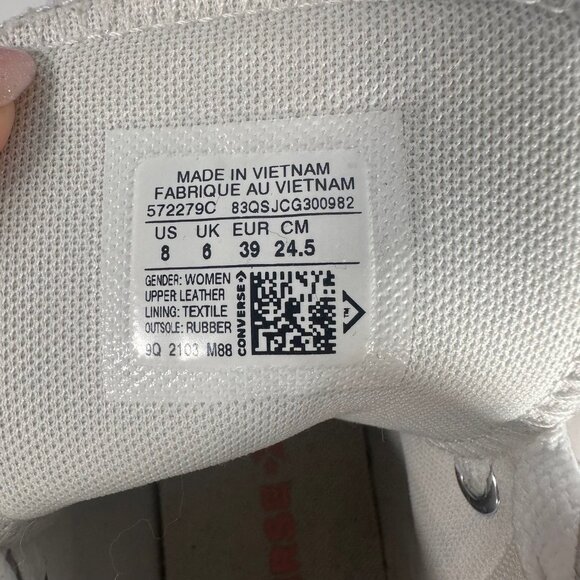 MADE IN VIETNAM
FABRIQUE AU VIETNAM
572279C 83QSJCG300982
US UK EUR CM
8 6 39 24.5
GENDER: WOMEN
UPPER: LEATHER
LINING: TEXTILE
OUTSOLE: RUBBER
9Q 2103 M88
CONVERSE